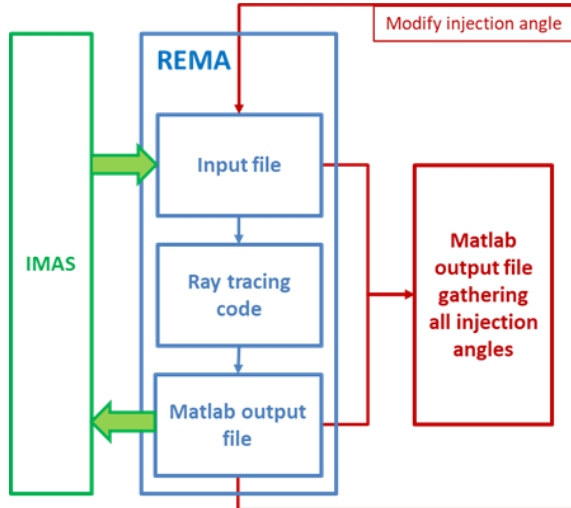 Modify injection angle
REMA
Input file
IMAS
Ray tracing
code
Matlab output
file
Matlab
output file
gathering
all injection
angles